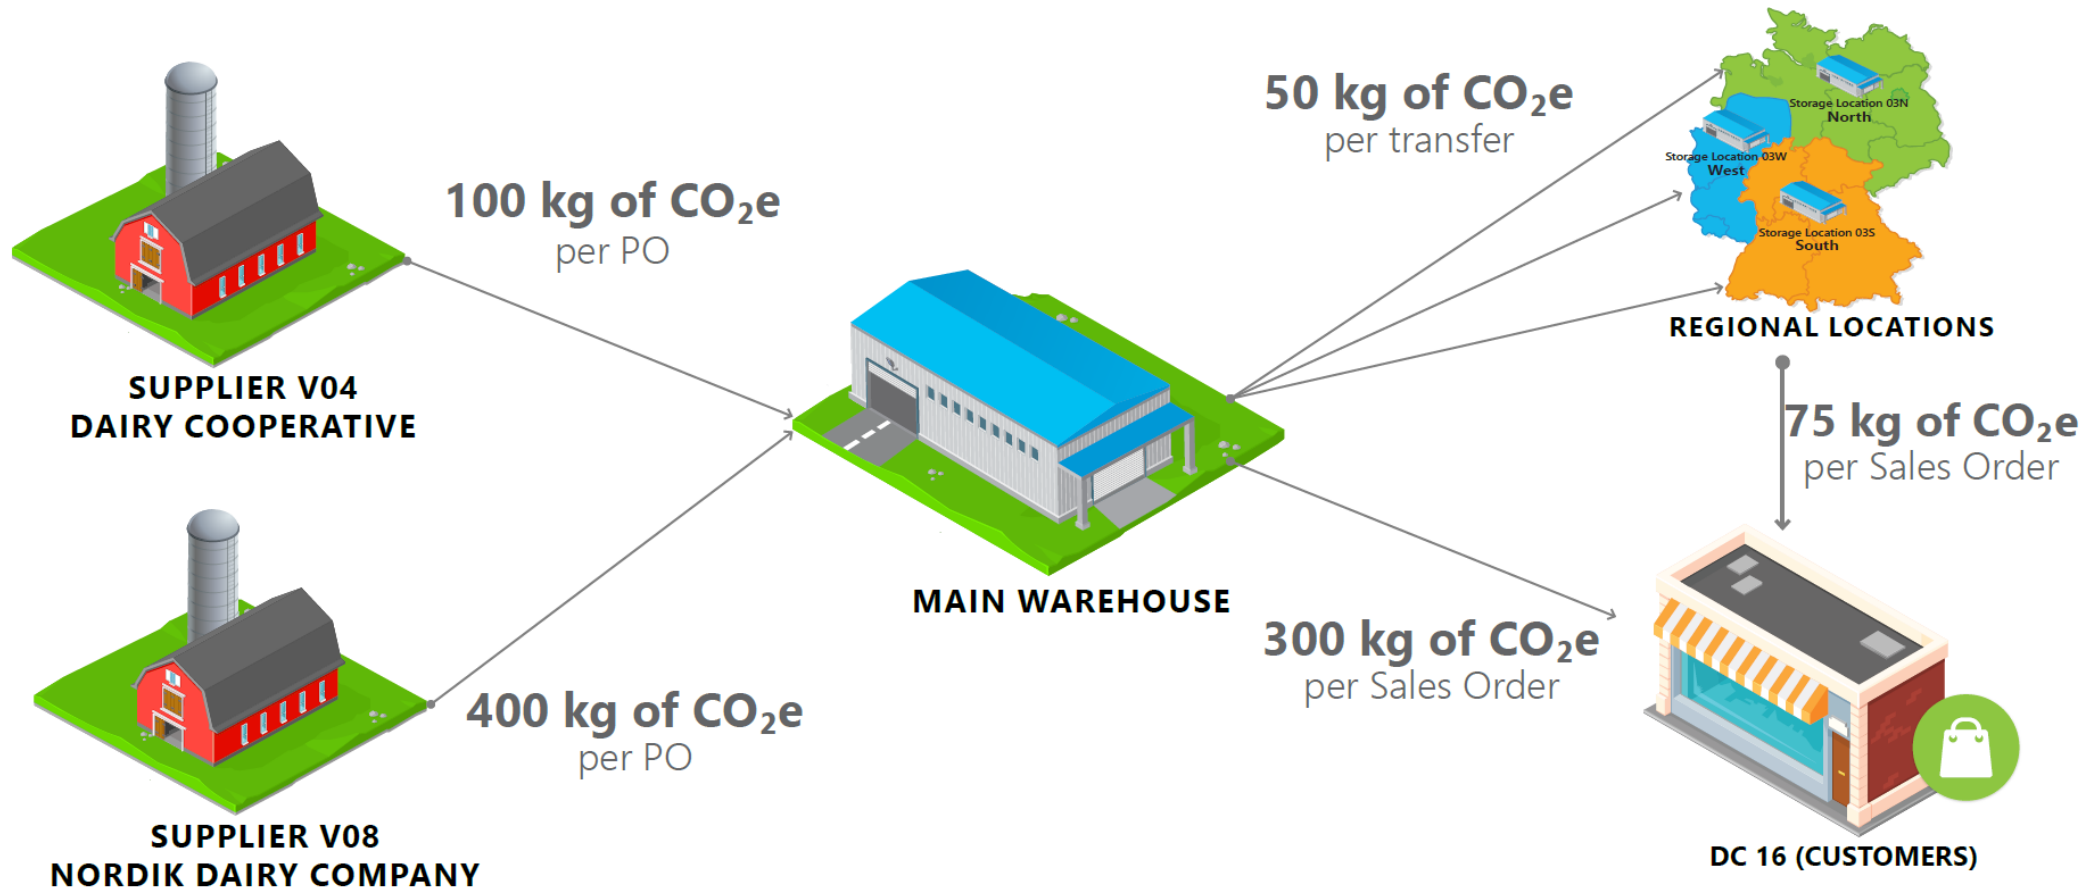 100 kg of CO₂e
per PO
SUPPLIER V04
DAIRY COOPERATIVE
400 kg of CO₂e
per PO
SUPPLIER V08
NORDIK DAIRY COMPANY
MAIN WAREHOUSE
50 kg of CO₂e
per transfer
Storage Location 03N
North
Storage Location 03W
West
Storage Location 03S
South
REGIONAL LOCATIONS
75 kg of CO₂e
per Sales Order
300 kg of CO₂e
per Sales Order
DC 16 (CUSTOMERS)